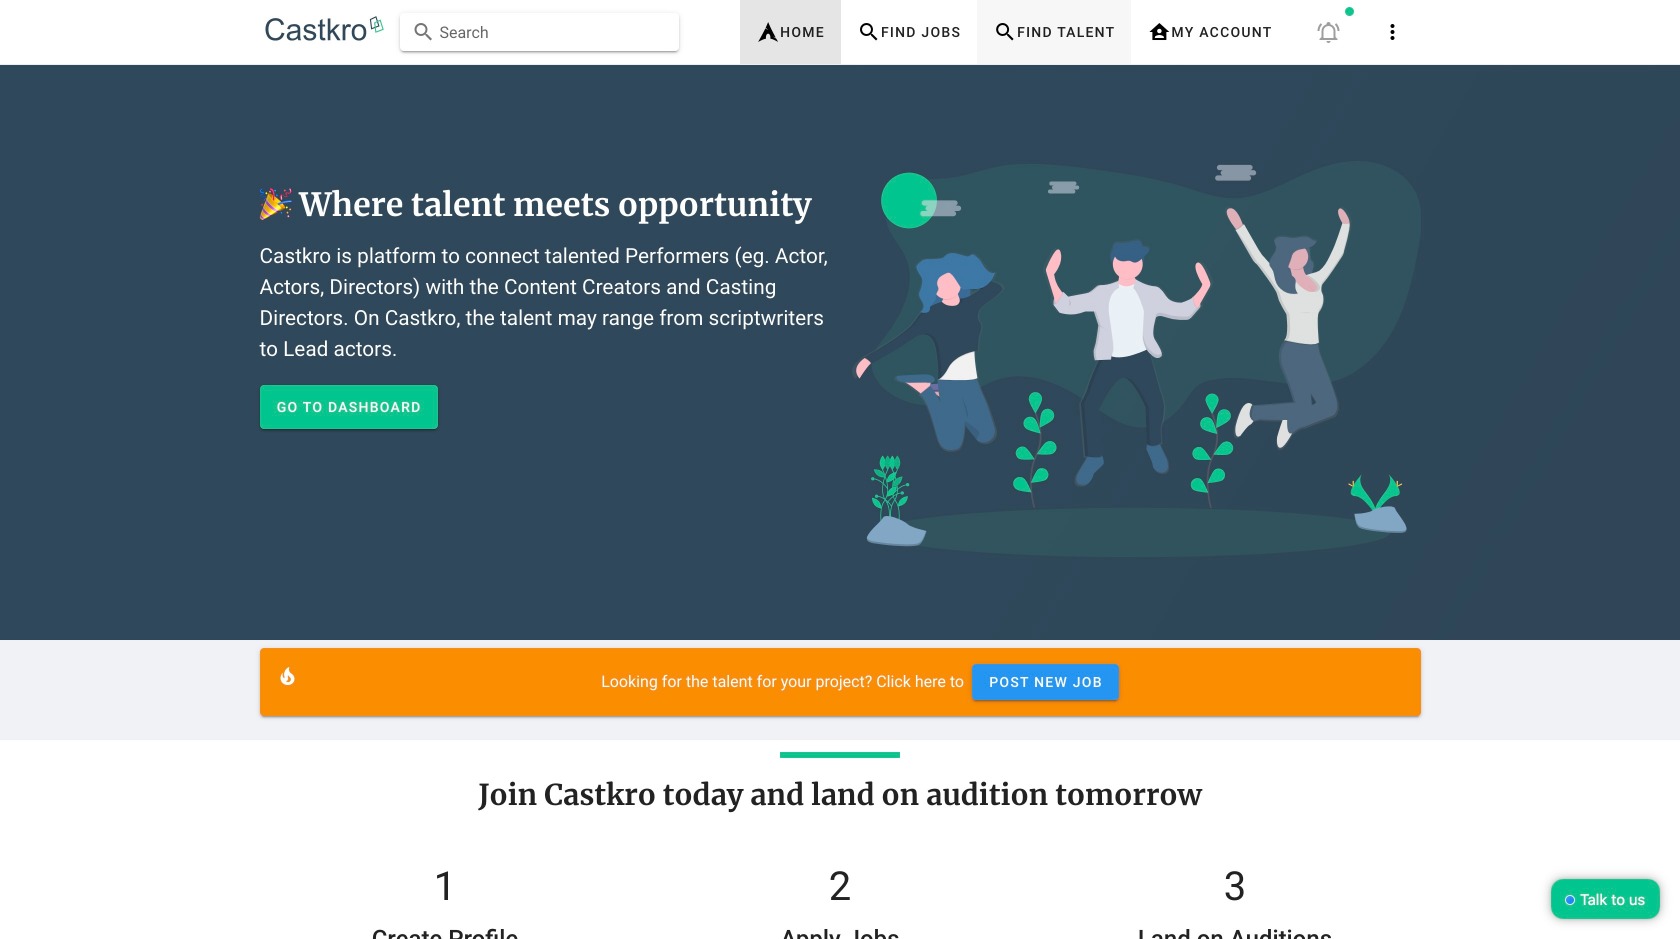 Castkro
Search
HOME
FIND JOBS
FIND TALENT
MY ACCOUNT
Where talent meets opportunity
Castkro is platform to connect talented Performers (eg. Actor,
Actors, Directors) with the Content Creators and Casting
Directors. On Castkro, the talent may range from scriptwriters
to Lead actors.
GO TO DASHBOARD
Looking for the talent for your project? Click here to
POST NEW JOB
Join Castkro today and land on audition tomorrow
1
2
3
Create Profile
Apply Jobs
Land on Auditions
Talk to us